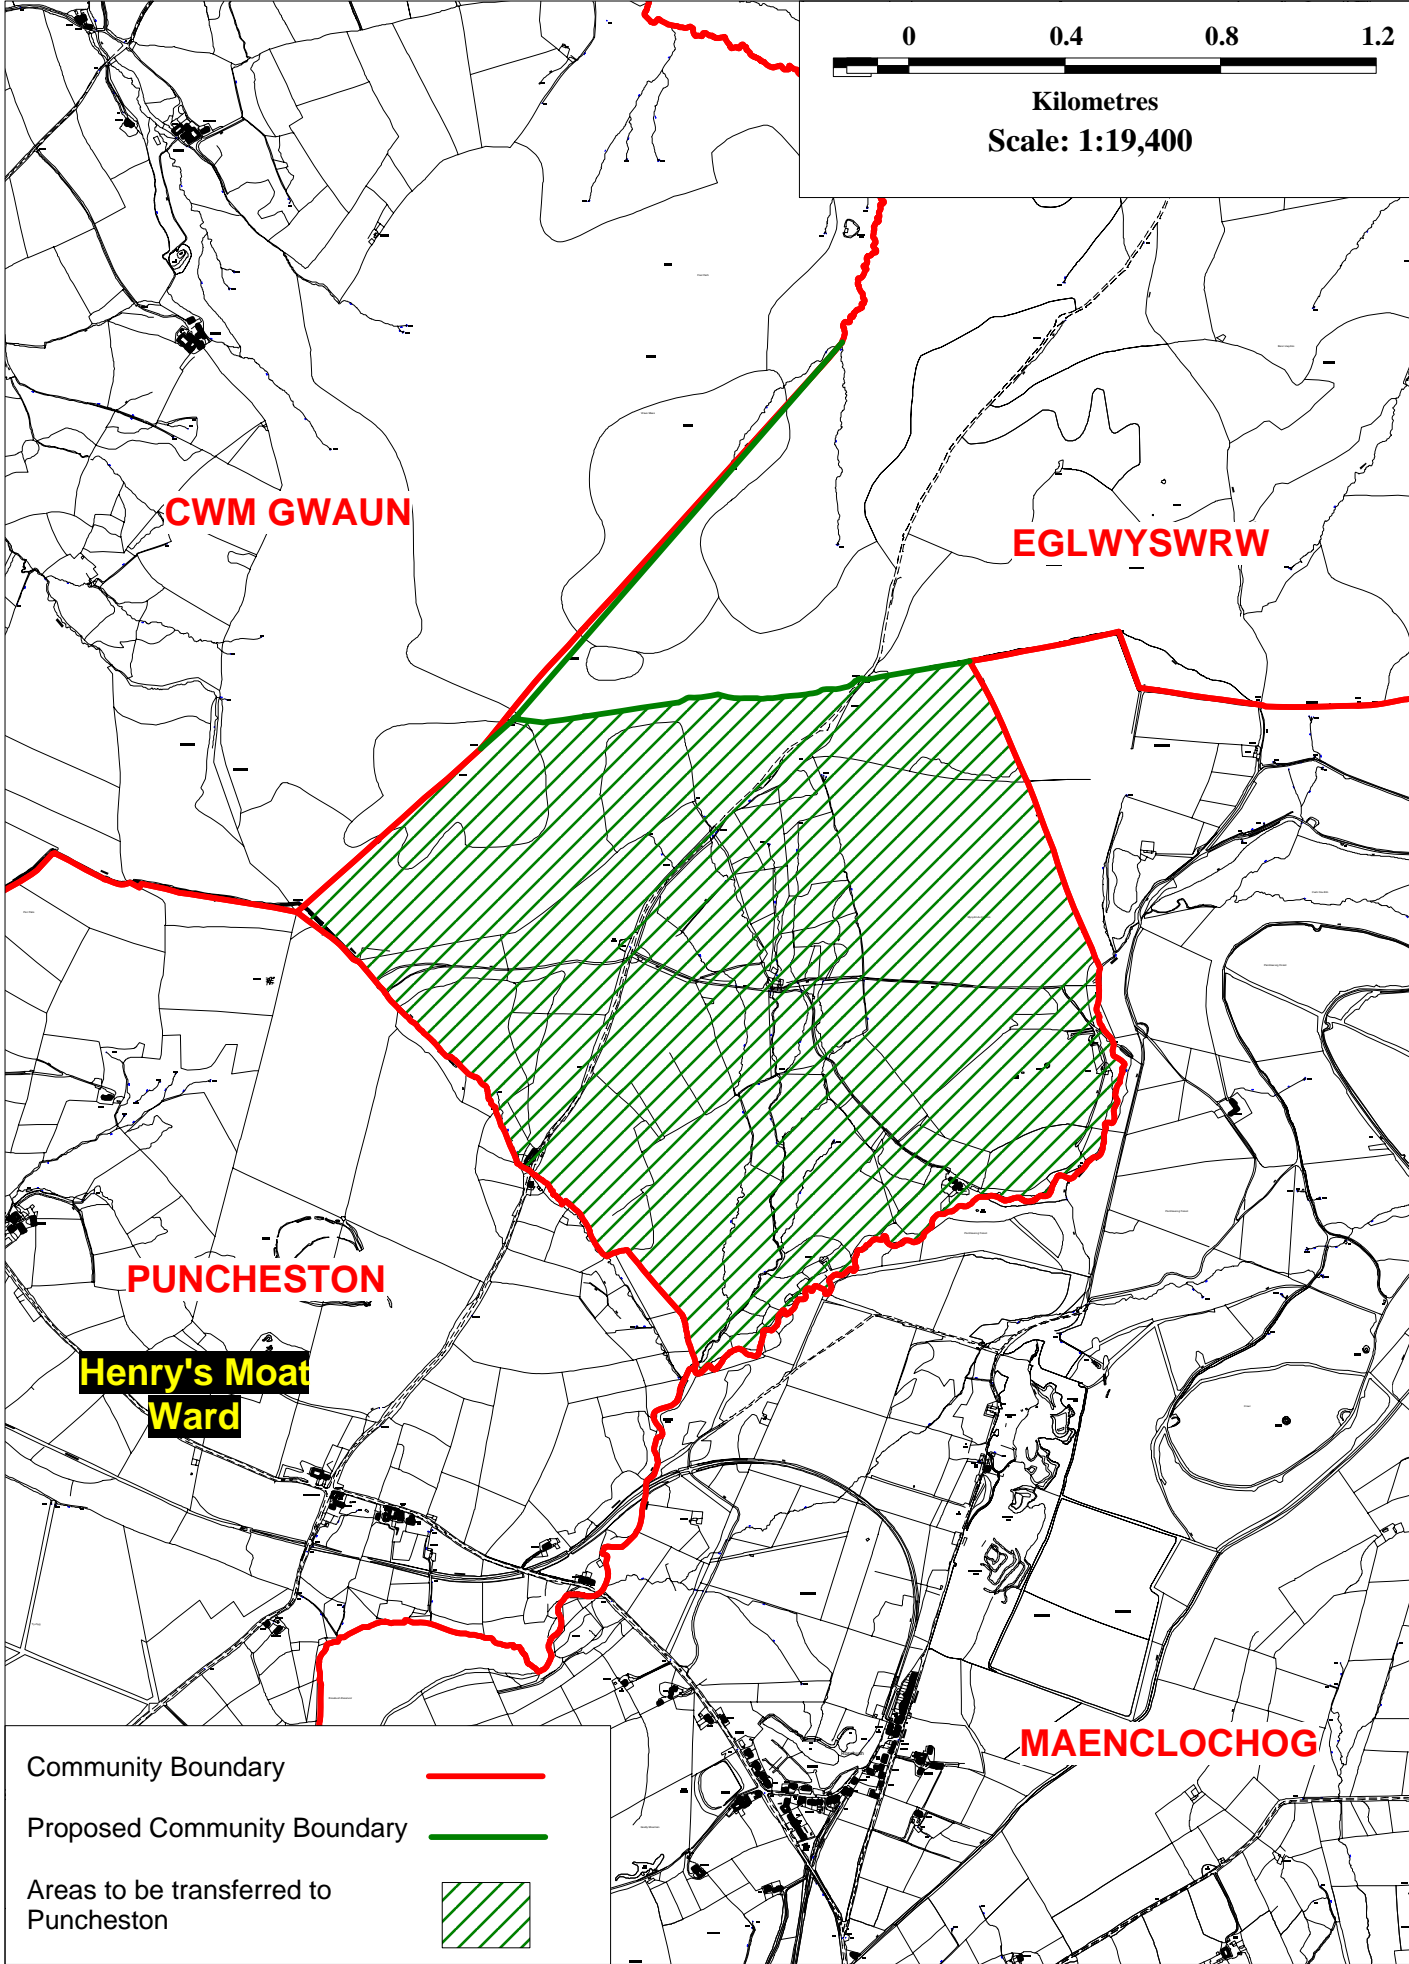 0 0.4 0.8 1.2
Kilometres
Scale: 1:19,400
CWM GWAUN
EGLWYSWRW
PUNCHESTON
Henry's Moat
Ward
MAENCLOCHOG
Community Boundary
Proposed Community Boundary
Areas to be transferred to
Puncheston